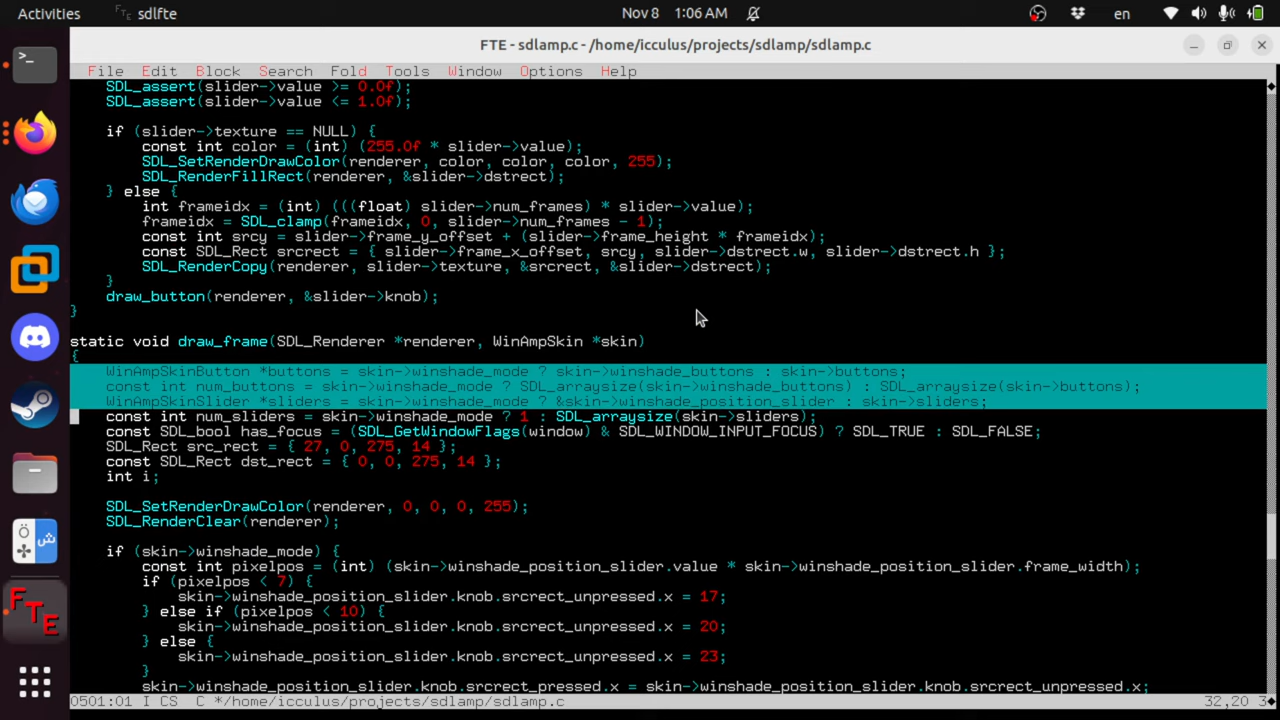 Activities
sdlfte
Nov 8 1:06 AM
en
FTE - sdlamp.c - /home/icculus/projects/sdlamp/sdlamp.c
File Edit Block Search Fold Tools Window Options Help
SDL_assert(slider->value >= 0.0f);
SDL_assert(slider->value <= 1.0f);
if (slider->texture == NULL) {
const int color = (int) (255.0f * slider->value);
SDL_SetRenderDrawColor(renderer, color, color, color, 255);
SDL_RenderFillRect(renderer, &slider->dstrect);
} else {
int frameidx = (int) (((float) slider->num_frames) * slider->value);
frameidx = SDL_clamp(frameidx, 0, slider->num_frames - 1);
const int srcy = slider->frame_y_offset + (slider->frame_height * frameidx);
const SDL_Rect srcrect = { slider->frame_x_offset, srcy, slider->dstrect.w, slider->dstrect.h };
SDL_RenderCopy(renderer, slider->texture, &srcrect, &slider->dstrect);
}
draw_button(renderer, &slider->knob);
}
static void draw_frame(SDL_Renderer *renderer, WinAmpSkin *skin)
{
WinAmpSkinButton *buttons = skin->winshade_mode ? skin->winshade_buttons : skin->buttons;
const int num_buttons = skin->winshade_mode ? SDL_arraysize(skin->winshade_buttons) : SDL_arraysize(skin->buttons);
WinAmpSkinSlider *sliders = skin->winshade_mode ? &skin->winshade_position_slider : skin->sliders;
const int num_sliders = skin->winshade_mode ? 1 : SDL_arraysize(skin->sliders);
const SDL_bool has_focus = (SDL_GetWindowFlags(window) & SDL_WINDOW_INPUT_FOCUS) ? SDL_TRUE : SDL_FALSE;
SDL_Rect src_rect = { 27, 0, 275, 14 };
const SDL_Rect dst_rect = { 0, 0, 275, 14 };
int i;
SDL_SetRenderDrawColor(renderer, 0, 0, 0, 255);
SDL_RenderClear(renderer);
if (skin->winshade_mode) {
const int pixelpos = (int) (skin->winshade_position_slider.value * skin->winshade_position_slider.frame_width);
if (pixelpos < 7) {
skin->winshade_position_slider.knob.srcrect_unpressed.x = 17;
} else if (pixelpos < 10) {
skin->winshade_position_slider.knob.srcrect_unpressed.x = 20;
} else {
skin->winshade_position_slider.knob.srcrect_unpressed.x = 23;
}
skin->winshade_position_slider.knob.srcrect_pressed.x = skin->winshade_position_slider.knob.srcrect_unpressed.x;
0501:01 I CS C */home/icculus/projects/sdlamp/sdlamp.c 32,20 3
FTE
Ö ش